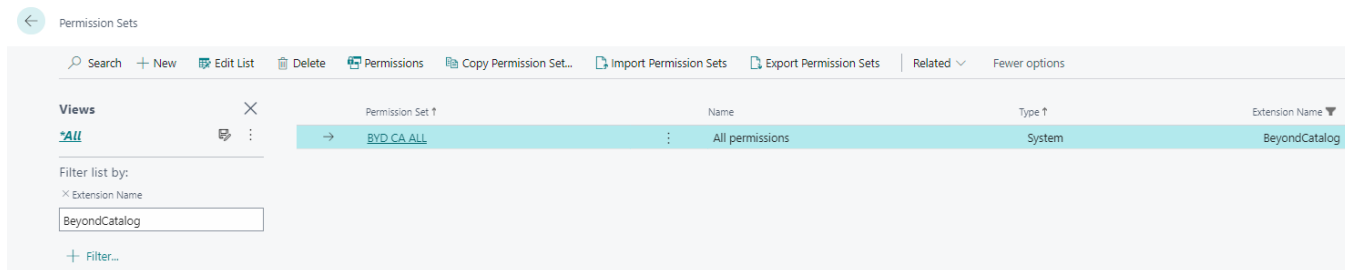 Permission Sets
Search New Edit List Delete Permissions Copy Permission Set... Import Permission Sets Export Permission Sets Related Fewer options
Views
*All
Filter list by:
× Extension Name
BeyondCatalog
+ Filter...
Permission Set ↑ Name Type ↑ Extension Name
→ BYD CA ALL All permissions System BeyondCatalog